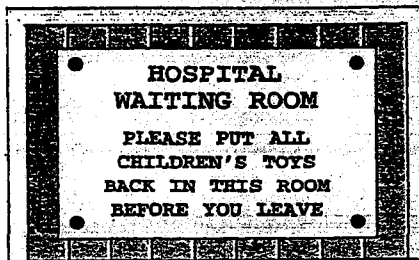 HOSPITAL
WAITING ROOM
PLEASE PUT ALL
CHILDREN'S TOYS
BACK IN THIS ROOM
BEFORE YOU LEAVE